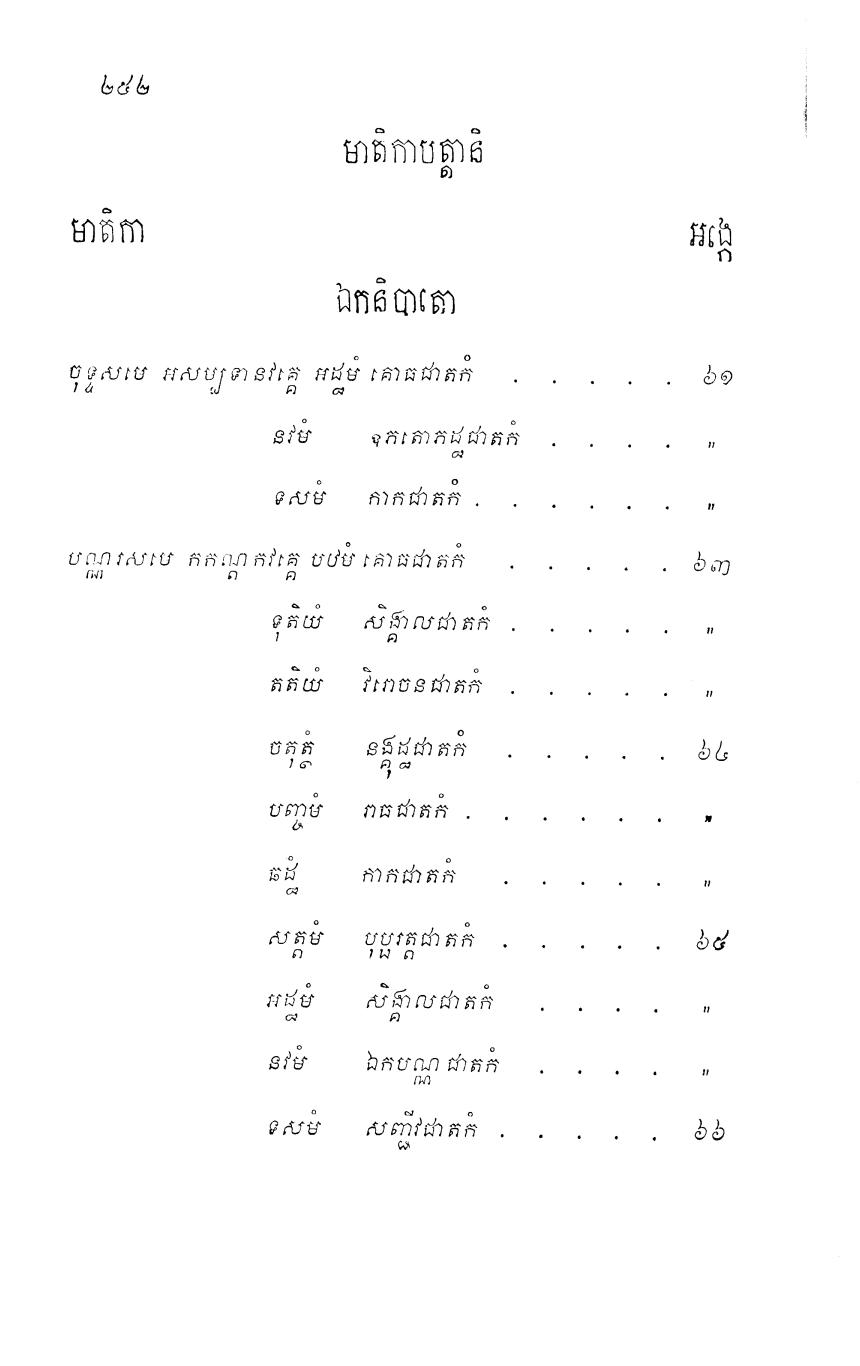 ២៥២
មាតិកាបត្តានិ
មាតិកា អង្កេ
ឯកនិបាតោ
ចុទ្ទសមេ អសប្បទានវគ្គេ អដ្ឋមំ គោធជាតកំ . . . . . ៦១
នវមំ ឧភតោភដ្ឋជាតកំ . . . . "
ទសមំ កាកជាតកំ . . . . . . "
បណ្ណរសមេ កកណ្ដកវគ្គេ បឋមំ គោធជាតកំ . . . . . ៦៣
ទុតិយំ សិង្គាលជាតកំ . . . . . "
តតិយំ វិរោចនជាតកំ . . . . . "
ចតុត្ថំ នង្គុដ្ឋជាតកំ . . . . . ៦៤
បញ្ចមំ រាធជាតកំ . . . . . . "
ឆដ្ឋំ កាកជាតកំ . . . . . "
សត្តមំ បុប្ផរត្តជាតកំ . . . . . ៦៥
អដ្ឋមំ សិង្គាលជាតកំ . . . . "
នវមំ ឯកបណ្ណជាតកំ . . . . "
ទសមំ សញ្ជីវជាតកំ . . . . . ៦៦